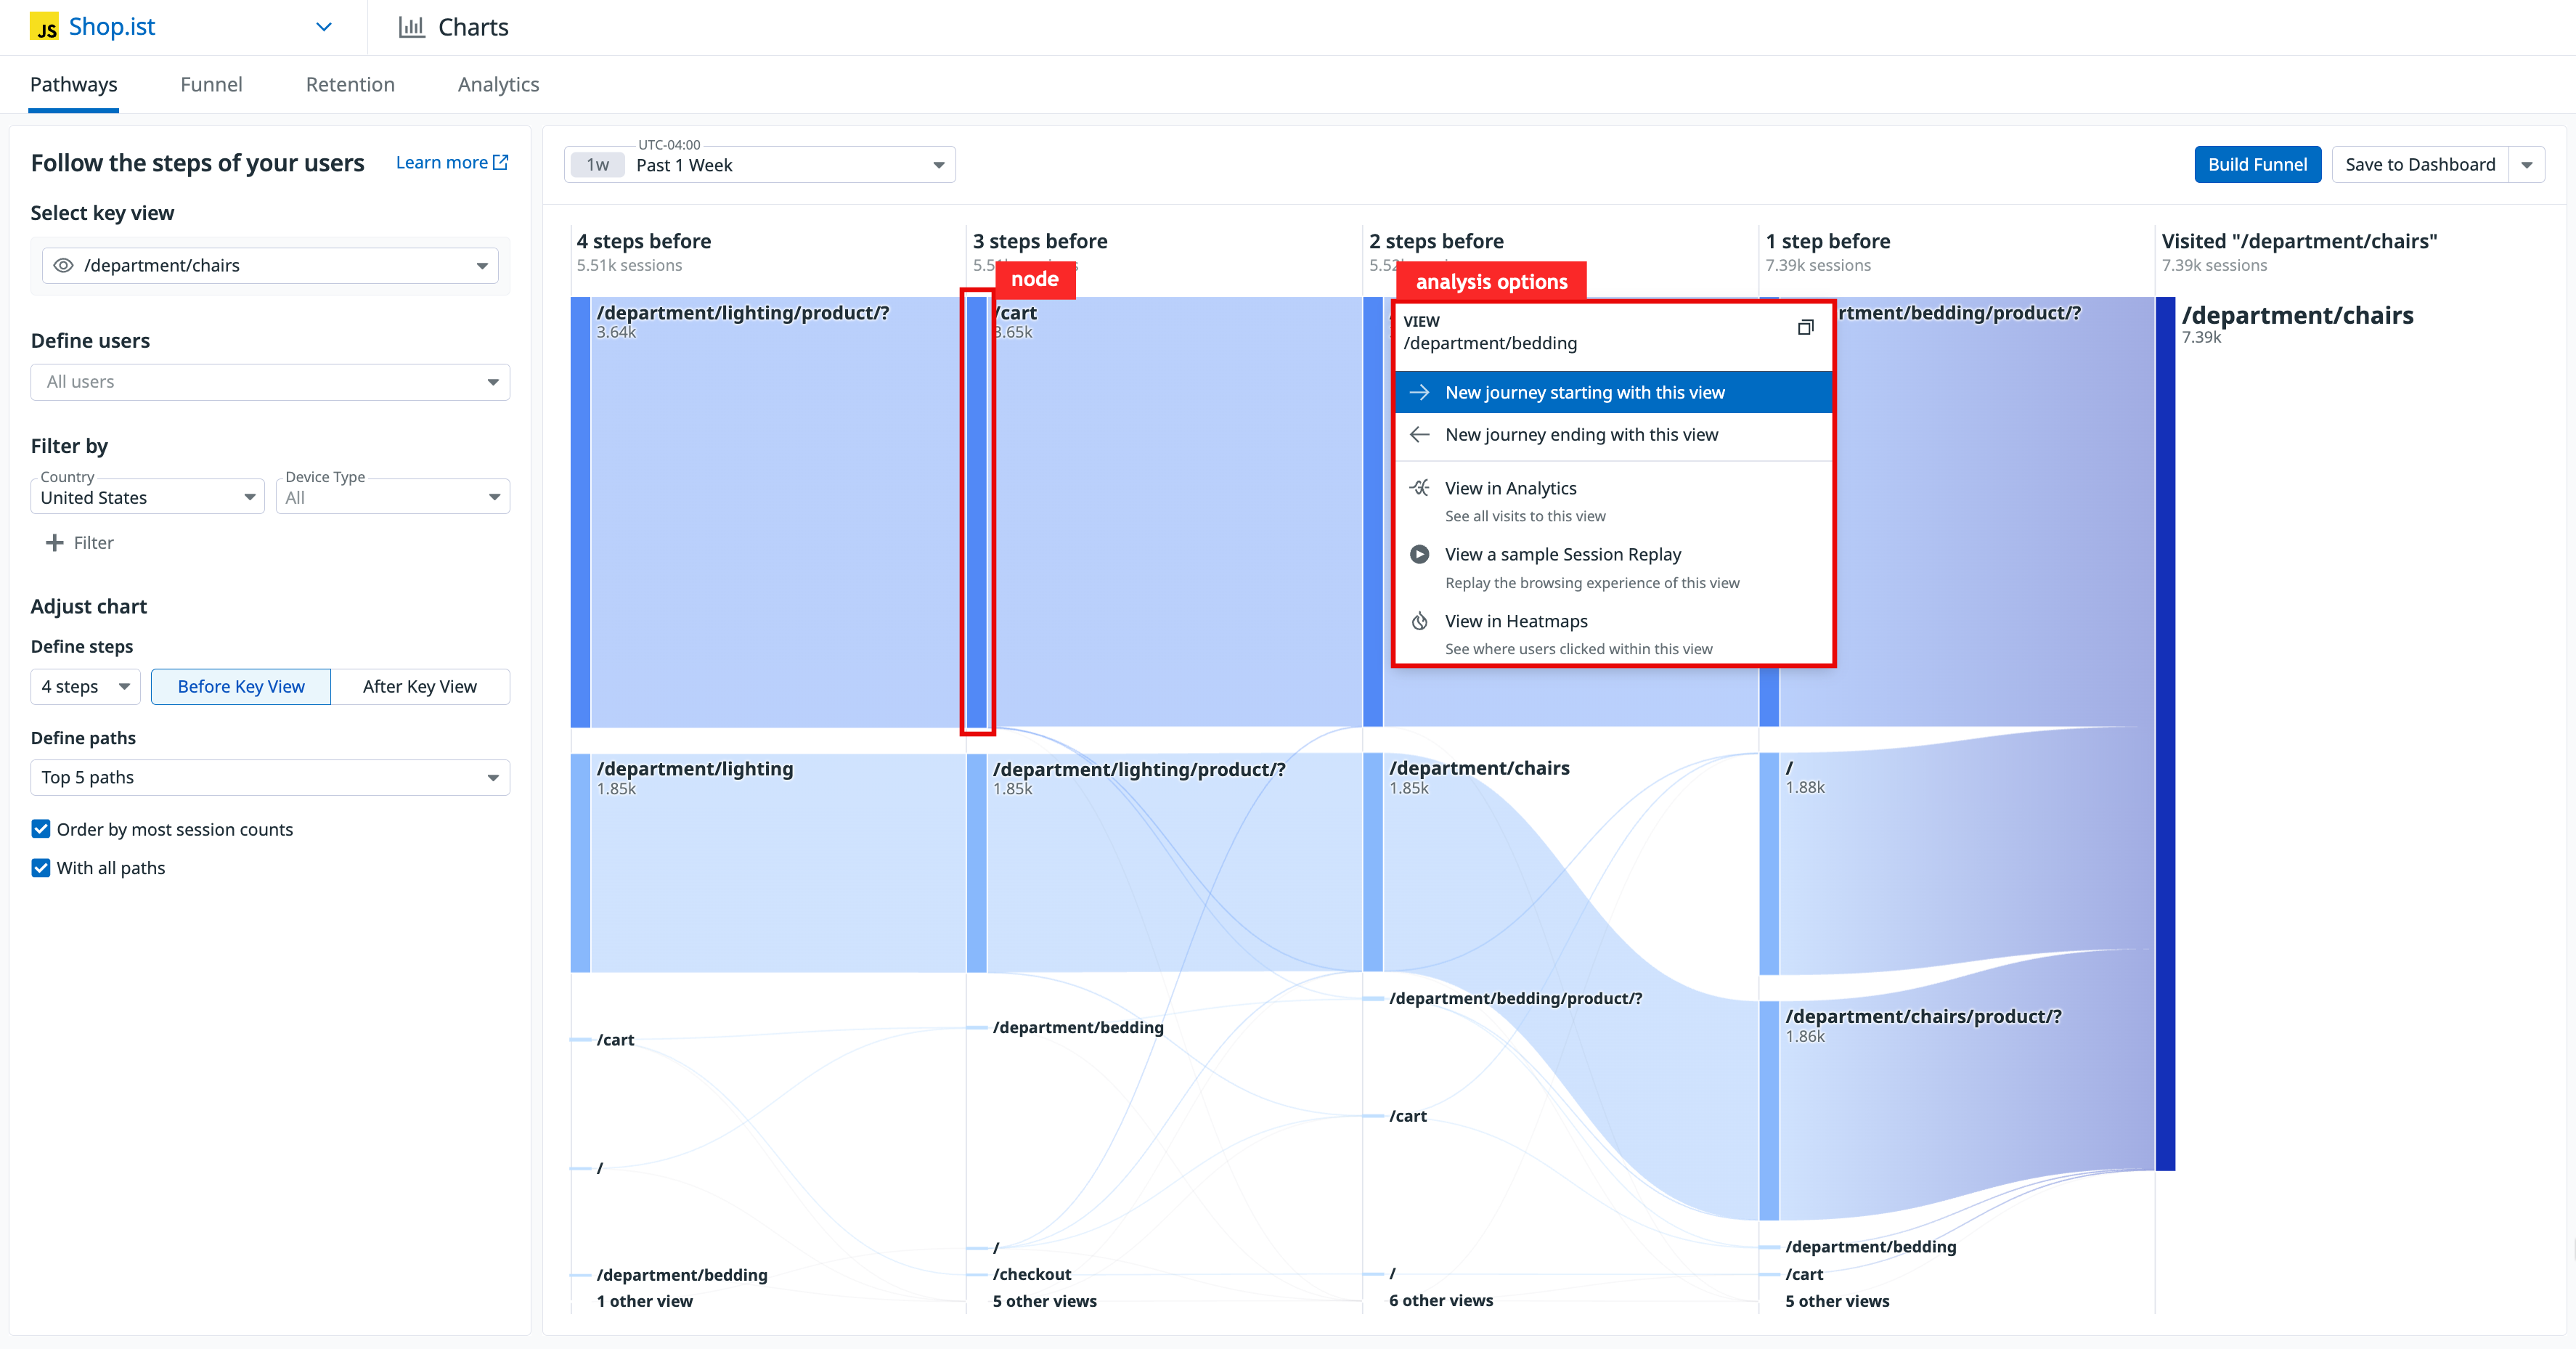 JS Shop.ist
Charts
Pathways Funnel Retention Analytics
Follow the steps of your users Learn more
Select key view
/department/chairs
Define users
All users
Filter by
Country
United States
Device Type
All
Filter
Adjust chart
Define steps
4 steps Before Key View After Key View
Define paths
Top 5 paths
Order by most session counts
With all paths
UTC-04:00
1w Past 1 Week
Build Funnel Save to Dashboard
4 steps before
5.51k sessions
/department/lighting/product/?
3.64k
/department/lighting
1.85k
/cart
/
/department/bedding
1 other view
3 steps before
node
/cart
3.65k
/department/lighting/product/?
1.85k
/department/bedding
/
/checkout
5 other views
2 steps before
5.52
analysis options
VIEW
/department/bedding
New journey starting with this view
New journey ending with this view
View in Analytics
See all visits to this view
View a sample Session Replay
Replay the browsing experience of this view
View in Heatmaps
See where users clicked within this view
/department/chairs
1.85k
/department/bedding/product/?
/cart
/
6 other views
1 step before
7.39k sessions
rtment/bedding/product/?
/
1.88k
/department/chairs/product/?
1.86k
/department/bedding
/cart
5 other views
Visited "/department/chairs"
7.39k sessions
/department/chairs
7.39k